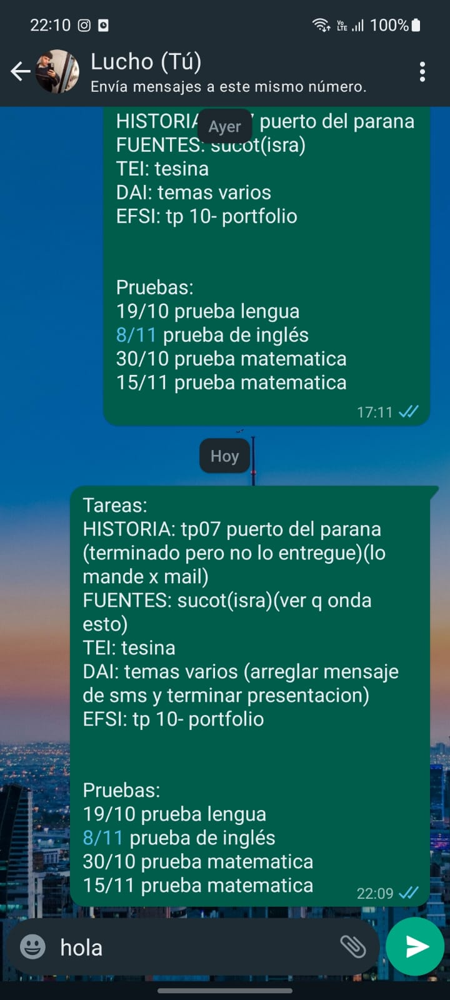 22:10
Vo LTE 100%
Lucho (Tú)
Envía mensajes a este mismo número.
Ayer
puerto del parana
FUENTES: sucot(isra)
TEI: tesina
DAI: temas varios
EFSI: tp 10- portfolio
Pruebas:
19/10 prueba lengua
8/11 prueba de inglés
30/10 prueba matematica
15/11 prueba matematica
17:11
Hoy
Tareas:
HISTORIA: tp07 puerto del parana
(terminado pero no lo entregue)(lo
mande x mail)
FUENTES: sucot(isra)(ver q onda
esto)
TEI: tesina
DAI: temas varios (arreglar mensaje
de sms y terminar presentacion)
EFSI: tp 10- portfolio
Pruebas:
19/10 prueba lengua
8/11 prueba de inglés
30/10 prueba matematica
15/11 prueba matematica
22:09
hola